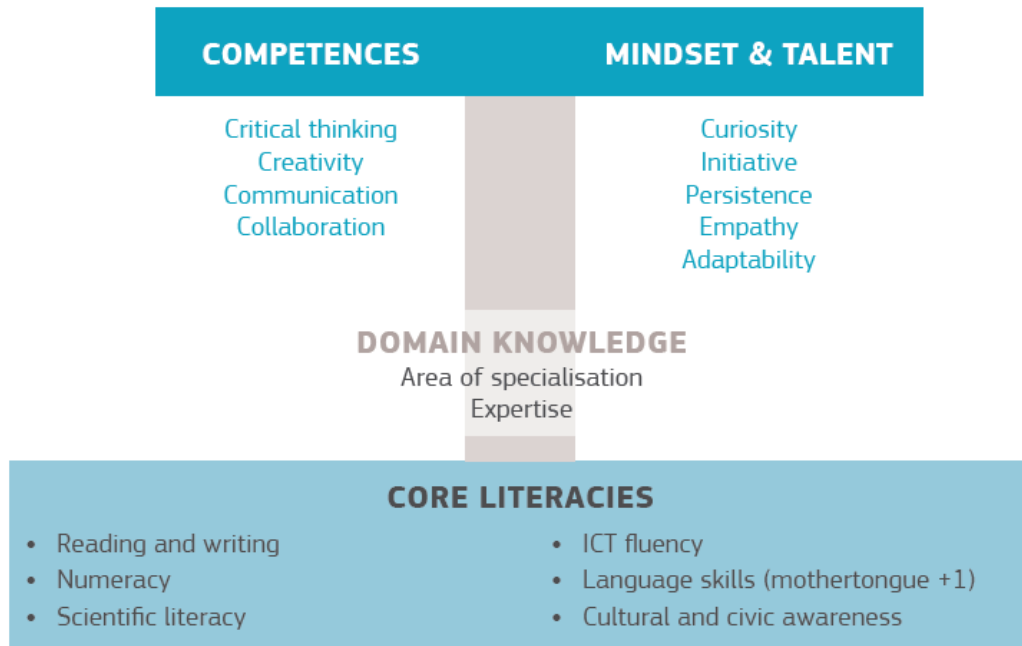 COMPETENCES
Critical thinking
Creativity
Communication
Collaboration
MINDSET & TALENT
Curiosity
Initiative
Persistence
Empathy
Adaptability
DOMAIN KNOWLEDGE
Area of specialisation
Expertise
CORE LITERACIES
• Reading and writing
• Numeracy
• Scientific literacy
• ICT fluency
• Language skills (mothertongue +1)
• Cultural and civic awareness